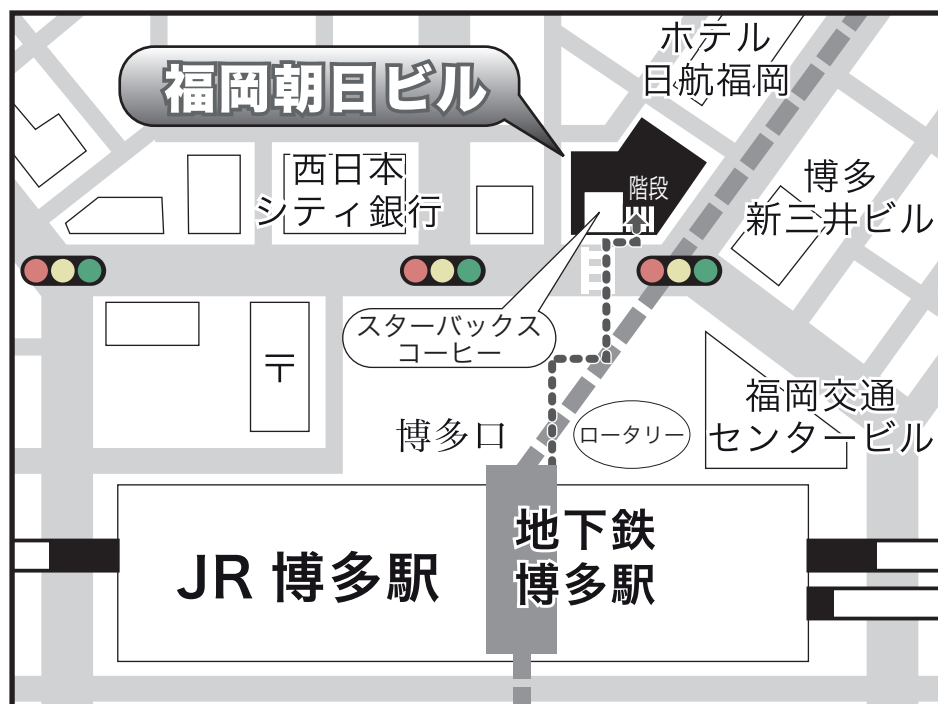 ホテル
日航福岡
福岡朝日ビル
階段
西日本
シティ銀行
博多
新三井ビル
スターバックス
コーヒー
〒
福岡交通
センタービル
博多口
ロータリー
JR 博多駅
地下鉄
博多駅